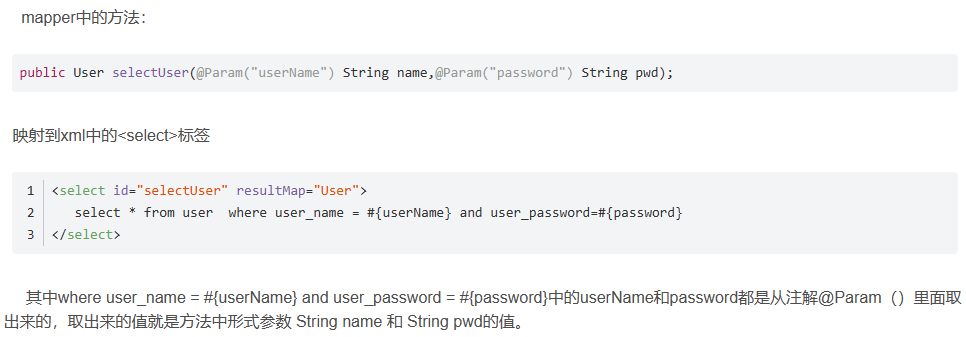 mapper中的方法：
public User selectUser(@Param("userName") String name,@Param("password") String pwd);
映射到xml中的<select>标签
1 <select id="selectUser" resultMap="User">
2 select * from user  where user_name = #{userName} and user_password=#{password}
3 </select>
其中where user_name = #{userName} and user_password = #{password}中的userName和password都是从注解@Param（）里面取
出来的，取出来的值就是方法中形式参数 String name 和 String pwd的值。